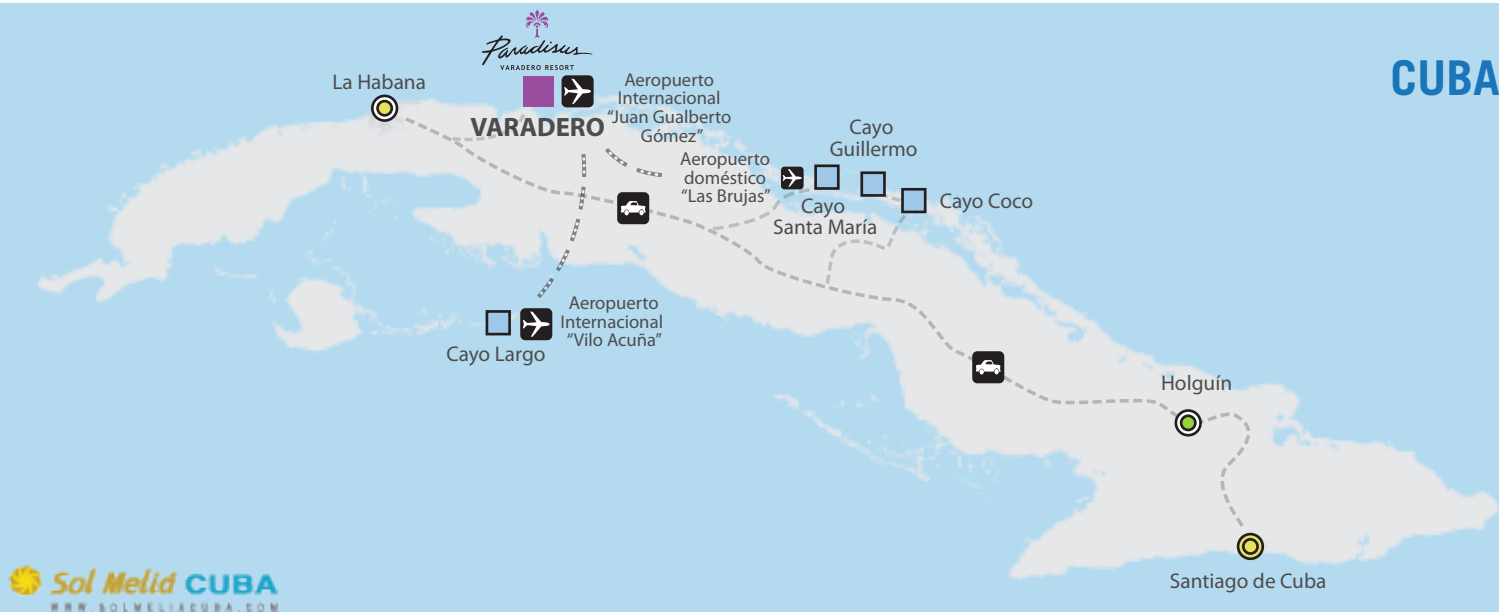 Paradisus
VARADERO RESORT
CUBA
La Habana
Aeropuerto
Internacional
“Juan Gualberto
Gómez”
VARADERO
Cayo
Guillermo
Aeropuerto
doméstico
“Las Brujas”
Cayo
Santa María
Cayo Coco
Aeropuerto
Internacional
“Vilo Acuña”
Cayo Largo
Holguín
Santiago de Cuba
Sol Meliá CUBA
WWW.SOLMELIACUBA.COM